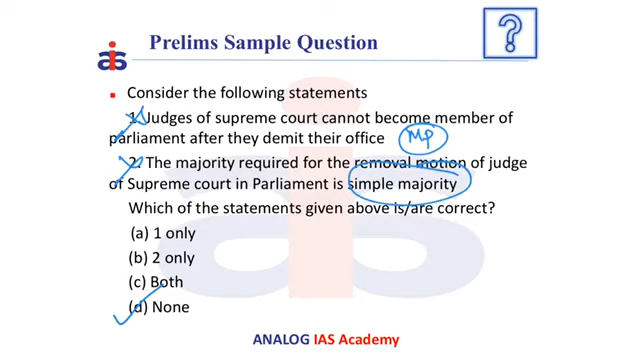 ais
Prelims Sample Question
?
▪ Consider the following statements
1. Judges of supreme court cannot become member of
parliament after they demit their office MP
2. The majority required for the removal motion of judge
of Supreme court in Parliament is simple majority
Which of the statements given above is/are correct?
(a) 1 only
(b) 2 only
(c) Both
(d) None
ANALOG IAS Academy